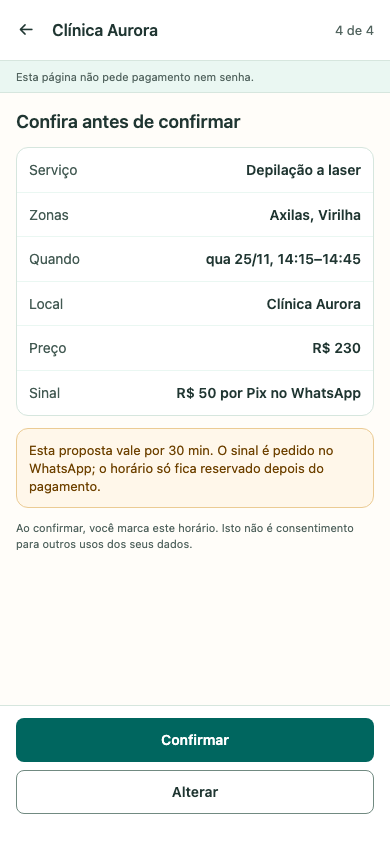 ← Clínica Aurora 4 de 4
Esta página não pede pagamento nem senha.
Confira antes de confirmar
Serviço Depilação a laser
Zonas Axilas, Virilha
Quando qua 25/11, 14:15–14:45
Local Clínica Aurora
Preço R$ 230
Sinal R$ 50 por Pix no WhatsApp
Esta proposta vale por 30 min. O sinal é pedido no
WhatsApp; o horário só fica reservado depois do
pagamento.
Ao confirmar, você marca este horário. Isto não é consentimento
para outros usos dos seus dados.
Confirmar
Alterar